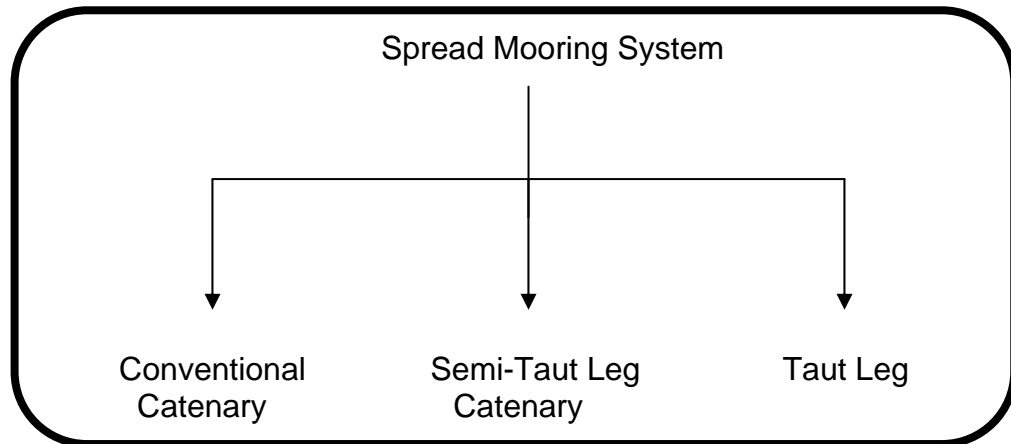 Spread Mooring System
Conventional
Catenary
Semi-Taut Leg
Catenary
Taut Leg